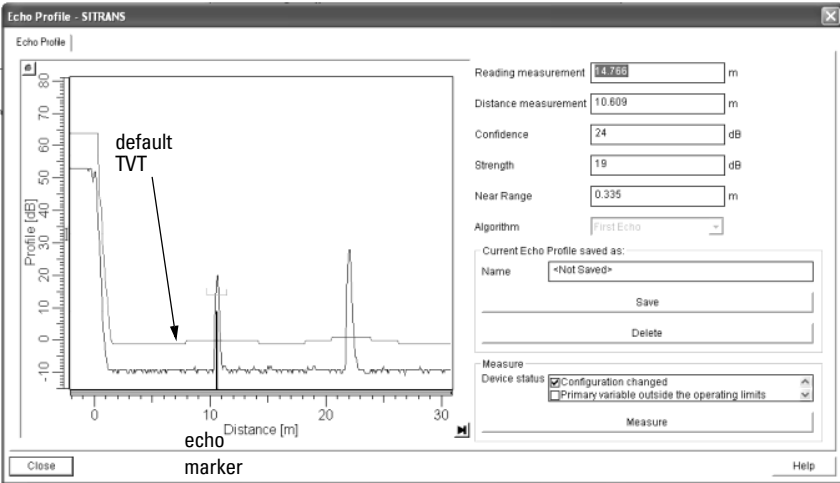 Echo Profile - SITRANS
Echo Profile
Reading measurement 14.766 m
Distance measurement 10.609 m
Confidence 24 dB
Strength 19 dB
Near Range 0.335 m
Algorithm First Echo
Current Echo Profile saved as:
Name <Not Saved>
Save
Delete
Measure
Device status Configuration changed
Primary variable outside the operating limits
Measure
default
TVT
Profile [dB]
80
70
60
50
40
30
20
10
0
-10
0 10 20 30
Distance [m]
echo
marker
Close Help